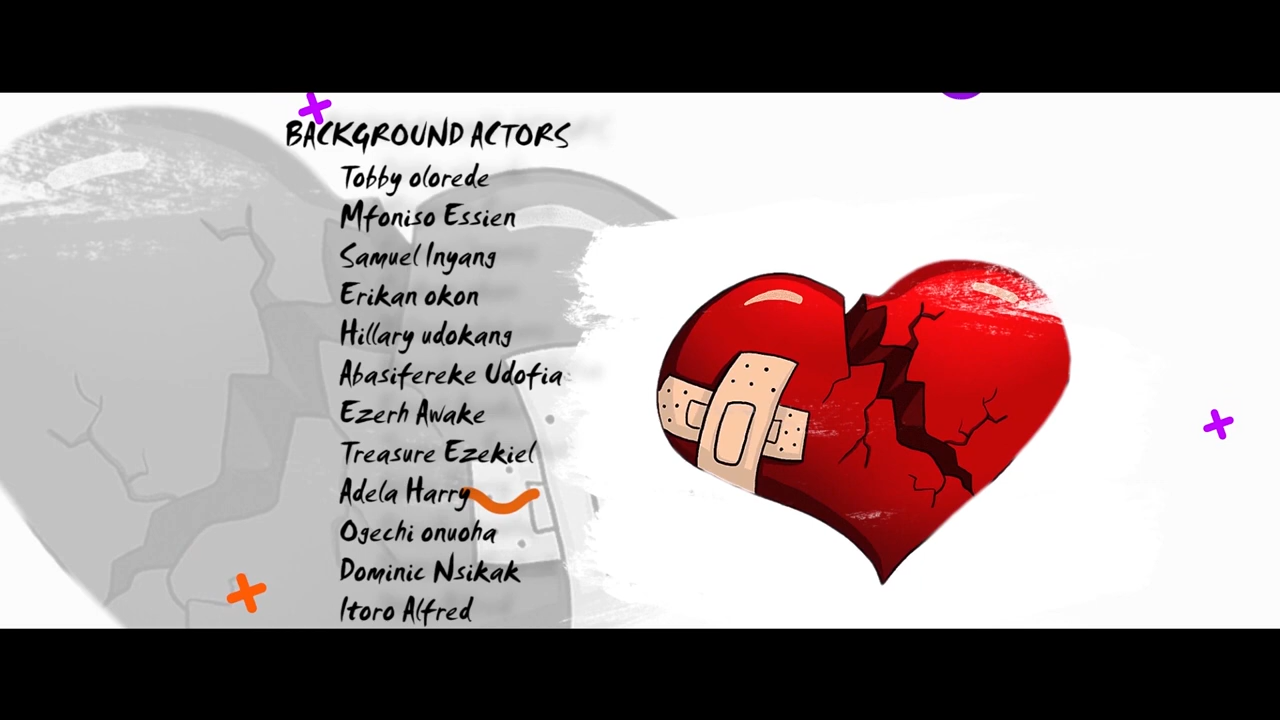 BACKGROUND ACTORS
Tobby olorede
Mfoniso Essien
Samuel Inyang
Erikan okon
Hillary udokang
Abasifereke Udofia
Ezerh Awake
Treasure Ezekiel
Adela Harry
Ogechi onuoha
Dominic Nsikak
Itoro Alfred